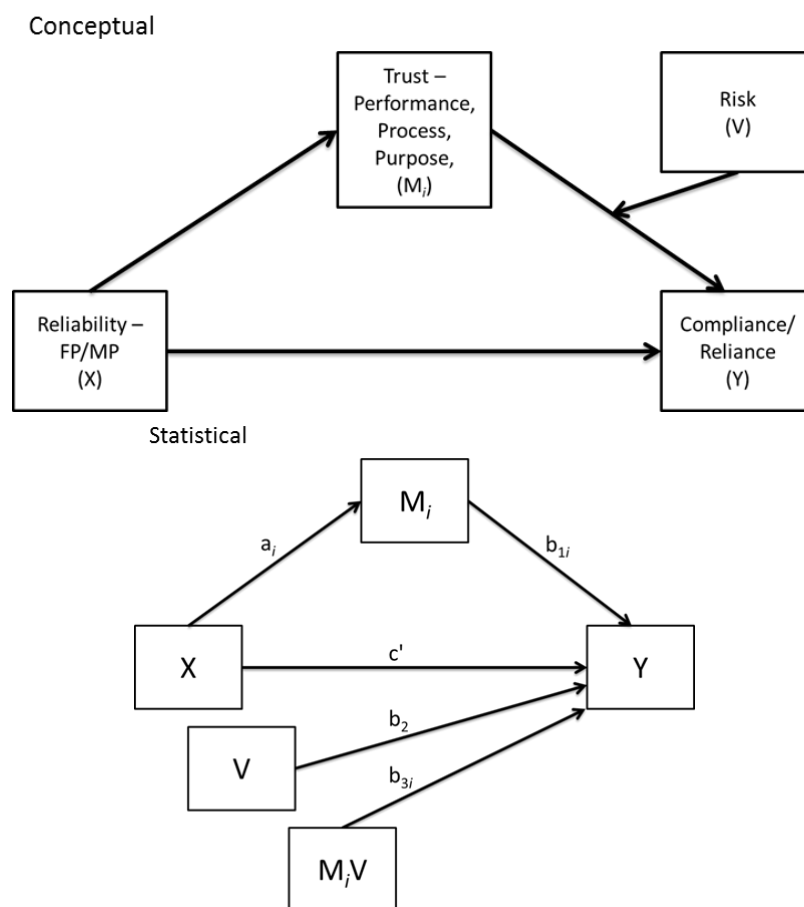 Conceptual
Trust –
Performance,
Process,
Purpose,
(Mᵢ)
Risk
(V)
Reliability –
FP/MP
(X)
Compliance/
Reliance
(Y)
Statistical
Mᵢ
aᵢ
b₁ᵢ
X
c'
Y
b₂
V
b₃ᵢ
MᵢV